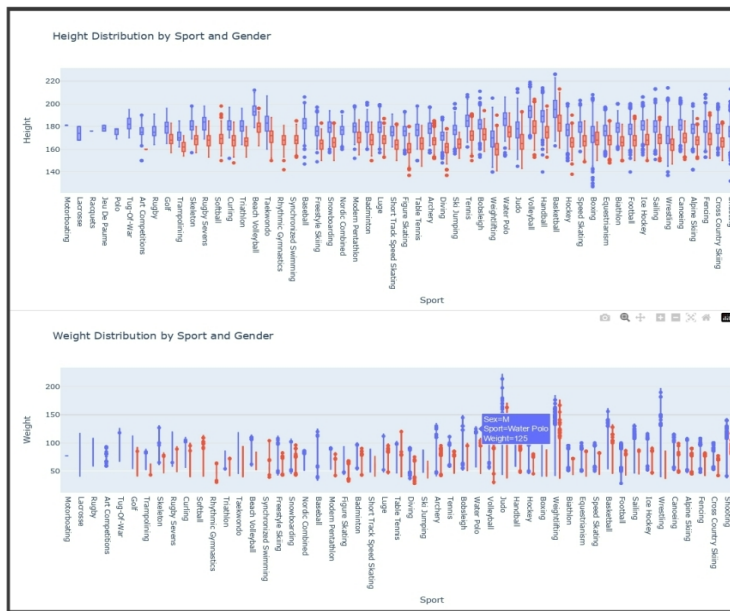 Height Distribution by Sport and Gender
220
200
180
160
140
Height
Motorboating
Lacrosse
Racquets
Jeu De Paume
Polo
Tug-Of-War
Art Competitions
Rugby
Golf
Trampolining
Skeleton
Rugby Sevens
Softball
Curling
Triathlon
Beach Volleyball
Taekwondo
Rhythmic Gymnastics
Synchronized Swimming
Baseball
Freestyle Skiing
Snowboarding
Nordic Combined
Modern Pentathlon
Badminton
Luge
Short Track Speed Skating
Figure Skating
Table Tennis
Archery
Diving
Ski Jumping
Tennis
Bobsleigh
Weightlifting
Water Polo
Judo
Volleyball
Handball
Basketball
Hockey
Speed Skating
Boxing
Equestrianism
Biathlon
Football
Ice Hockey
Sailing
Wrestling
Canoeing
Alpine Skiing
Fencing
Cross Country Skiing
Sport
Weight Distribution by Sport and Gender
200
150
100
50
Weight
Sex=M
Sport=Water Polo
Weight=125
Motorboating
Lacrosse
Rugby
Art Competitions
Tug-Of-War
Golf
Trampolining
Skeleton
Rugby Sevens
Curling
Softball
Rhythmic Gymnastics
Triathlon
Taekwondo
Beach Volleyball
Synchronized Swimming
Freestyle Skiing
Snowboarding
Nordic Combined
Baseball
Modern Pentathlon
Figure Skating
Badminton
Short Track Speed Skating
Luge
Table Tennis
Diving
Ski Jumping
Archery
Tennis
Bobsleigh
Water Polo
Volleyball
Judo
Handball
Hockey
Boxing
Weightlifting
Biathlon
Equestrianism
Speed Skating
Basketball
Football
Sailing
Ice Hockey
Wrestling
Canoeing
Alpine Skiing
Fencing
Cross Country Skiing
Shooting
Sport